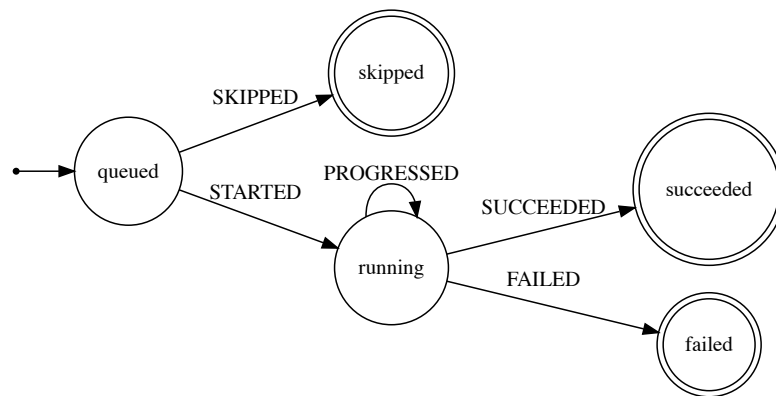 skipped
SKIPPED
queued
STARTED
PROGRESSED
running
SUCCEEDED
succeeded
FAILED
failed